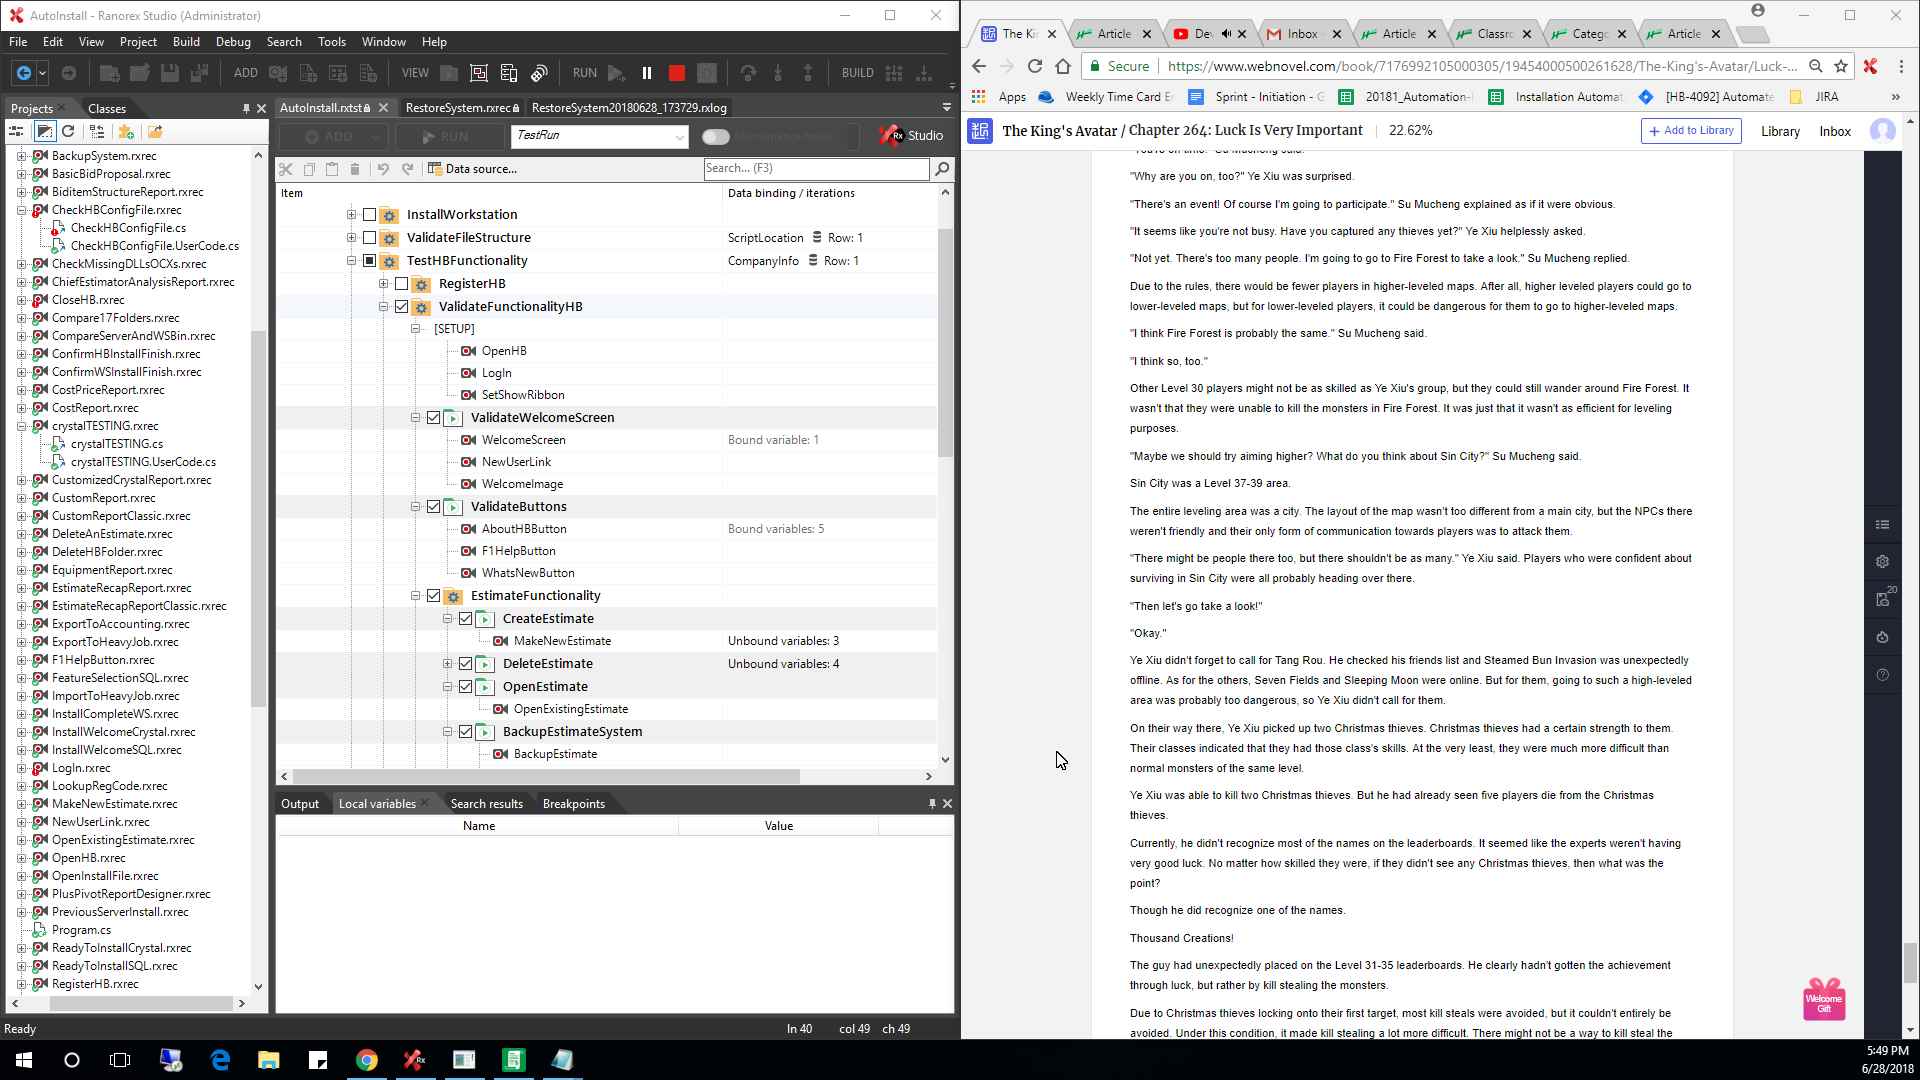 AutoInstall - Ranorex Studio (Administrator)
File Edit View Project Build Debug Search Tools Window Help
ADD VIEW RUN BUILD
Projects Classes
BackupSystem.rxrec
BasicBidProposal.rxrec
BiditemStructureReport.rxrec
CheckHBConfigFile.rxrec
CheckHBConfigFile.cs
CheckHBConfigFile.UserCode.cs
CheckMissingDLLsOCXs.rxrec
ChiefEstimatorAnalysisReport.rxrec
CloseHB.rxrec
Compare17Folders.rxrec
CompareServerAndWSBin.rxrec
ConfirmHBInstallFinish.rxrec
ConfirmWSInstallFinish.rxrec
CostPriceReport.rxrec
CostReport.rxrec
crystalTESTING.rxrec
crystalTESTING.cs
crystalTESTING.UserCode.cs
CustomizedCrystalReport.rxrec
CustomReport.rxrec
CustomReportClassic.rxrec
DeleteAnEstimate.rxrec
DeleteHBFolder.rxrec
EquipmentReport.rxrec
EstimateRecapReport.rxrec
EstimateRecapReportClassic.rxrec
ExportToAccounting.rxrec
ExportToHeavyJob.rxrec
F1HelpButton.rxrec
FeatureSelectionSQL.rxrec
ImportToHeavyJob.rxrec
InstallCompleteWS.rxrec
InstallWelcomeCrystal.rxrec
InstallWelcomeSQL.rxrec
LogIn.rxrec
LookupRegCode.rxrec
MakeNewEstimate.rxrec
NewUserLink.rxrec
OpenExistingEstimate.rxrec
OpenHB.rxrec
OpenInstallFile.rxrec
PlusPivotReportDesigner.rxrec
PreviousServerInstall.rxrec
Program.cs
ReadyToInstallCrystal.rxrec
ReadyToInstallSQL.rxrec
RegisterHB.rxrec
AutoInstall.rxtst RestoreSystem.rxrec RestoreSystem20180628_173729.rxlog
ADD RUN TestRun Studio
Data source... Search... (F3)
Item Data binding / iterations
InstallWorkstation
ValidateFileStructure ScriptLocation Row: 1
TestHBFunctionality CompanyInfo Row: 1
RegisterHB
ValidateFunctionalityHB
[SETUP]
OpenHB
LogIn
SetShowRibbon
ValidateWelcomeScreen
WelcomeScreen Bound variable: 1
NewUserLink
WelcomeImage
ValidateButtons
AboutHBButton Bound variables: 5
F1HelpButton
WhatsNewButton
EstimateFunctionality
CreateEstimate
MakeNewEstimate Unbound variables: 3
DeleteEstimate Unbound variables: 4
OpenEstimate
OpenExistingEstimate
BackupEstimateSystem
BackupEstimate
Output Local variables Search results Breakpoints
Name Value
Ready ln 40 col 49 ch 49
The Ki Article Dev Inbox - Article Classro Catego Article
Secure https://www.webnovel.com/book/7176992105000305/19454000500261628/The-King's-Avatar/Luck-...
Apps Weekly Time Card E Sprint - Initiation - G 20181_Automation- Installation Automat [HB-4092] Automate JIRA »
The King's Avatar / Chapter 264: Luck Is Very Important 22.62% + Add to Library Library Inbox
"You're on time." Su Mucheng said.
"Why are you on, too?" Ye Xiu was surprised.
"There's an event! Of course I'm going to participate." Su Mucheng explained as if it were obvious.
"It seems like you're not busy. Have you captured any thieves yet?" Ye Xiu helplessly asked.
"Not yet. There's too many people. I'm going to go to Fire Forest to take a look." Su Mucheng replied.
Due to the rules, there would be fewer players in higher-leveled maps. After all, higher leveled players could go to
lower-leveled maps, but for lower-leveled players, it could be dangerous for them to go to higher-leveled maps.
"I think Fire Forest is probably the same." Su Mucheng said.
"I think so, too."
Other Level 30 players might not be as skilled as Ye Xiu's group, but they could still wander around Fire Forest. It
wasn't that they were unable to kill the monsters in Fire Forest. It was just that it wasn't as efficient for leveling
purposes.
"Maybe we should try aiming higher? What do you think about Sin City?" Su Mucheng said.
Sin City was a Level 37-39 area.
The entire leveling area was a city. The layout of the map wasn't too different from a main city, but the NPCs there
weren't friendly and their only form of communication towards players was to attack them.
"There might be people there too, but there shouldn't be as many." Ye Xiu said. Players who were confident about
surviving in Sin City were all probably heading over there.
"Then let's go take a look!"
"Okay."
Ye Xiu didn't forget to call for Tang Rou. He checked his friends list and Steamed Bun Invasion was unexpectedly
offline. As for the others, Seven Fields and Sleeping Moon were online. But for them, going to such a high-leveled
area was probably too dangerous, so Ye Xiu didn't call for them.
On their way there, Ye Xiu picked up two Christmas thieves. Christmas thieves had a certain strength to them.
Their classes indicated that they had those class's skills. At the very least, they were much more difficult than
normal monsters of the same level.
Ye Xiu was able to kill two Christmas thieves. But he had already seen five players die from the Christmas
thieves.
Currently, he didn't recognize most of the names on the leaderboards. It seemed like the experts weren't having
very good luck. No matter how skilled they were, if they didn't see any Christmas thieves, then what was the
point?
Though he did recognize one of the names.
Thousand Creations!
The guy had unexpectedly placed on the Level 31-35 leaderboards. He clearly hadn't gotten the achievement
through luck, but rather by kill stealing the monsters.
Due to Christmas thieves locking onto their first target, most kill steals were avoided, but it couldn't entirely be
avoided. Under this condition, it made kill stealing a lot more difficult. There might not be a way to kill steal the
20
Welcome
Gift
5:49 PM
6/28/2018